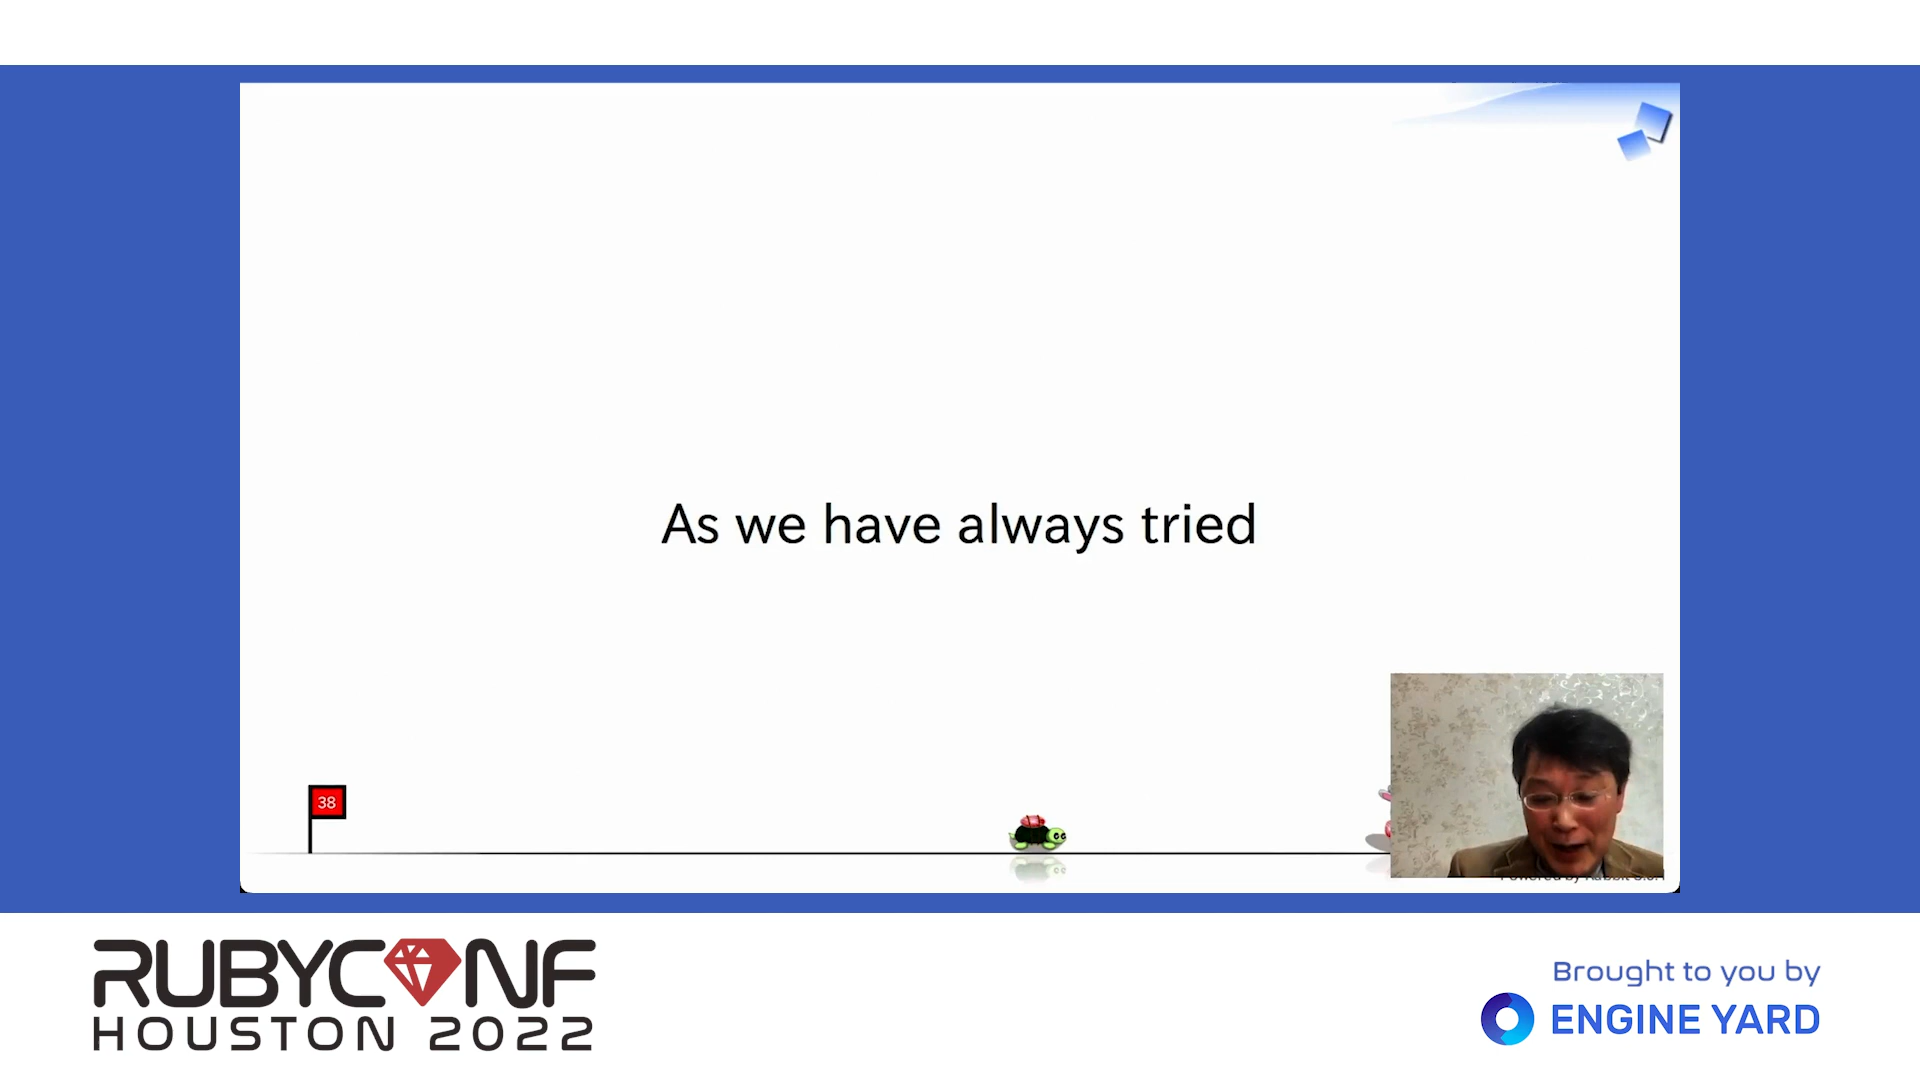 As we have always tried
38
RUBYCONF
HOUSTON 2022
Brought to you by
ENGINE YARD